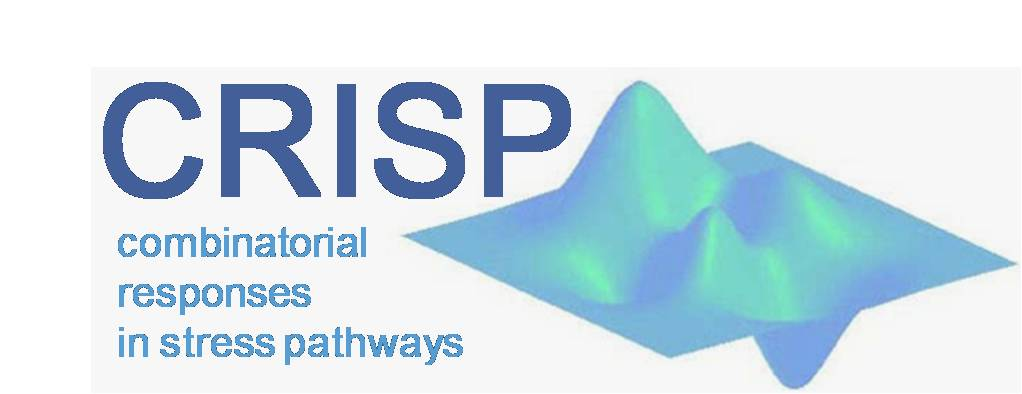 CRISP
combinatorial
responses
in stress pathways